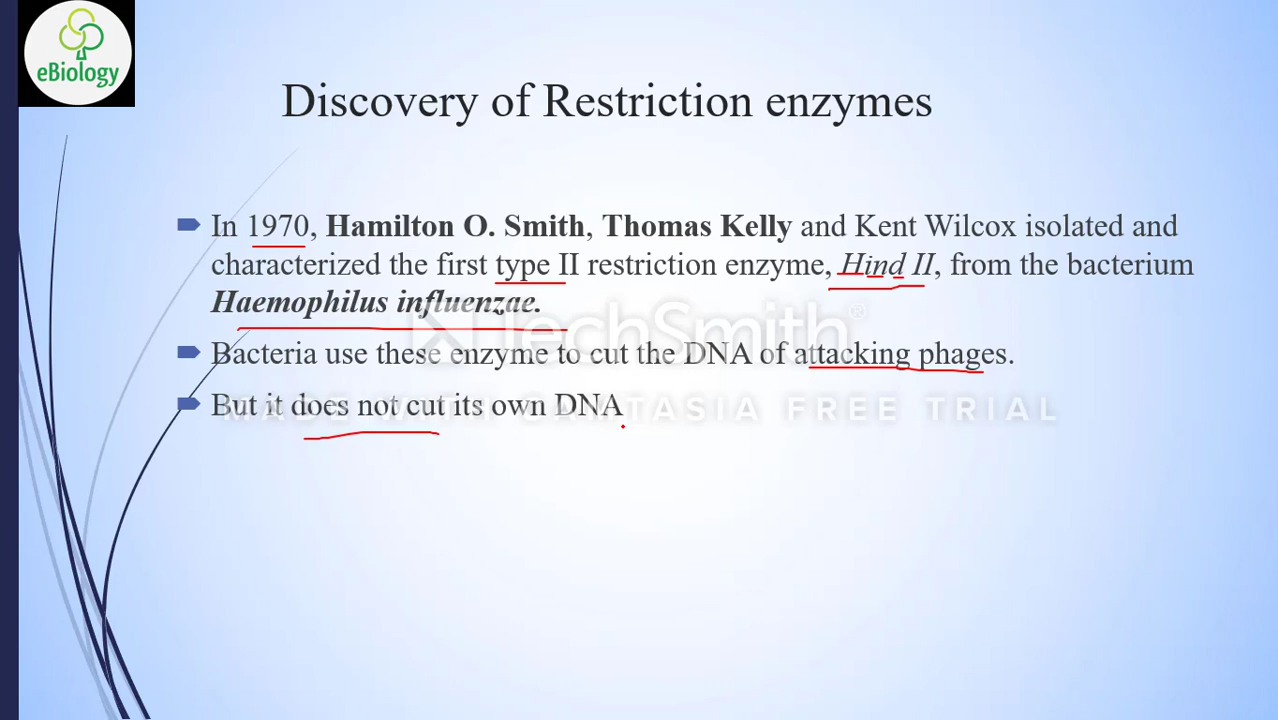 eBiology
Discovery of Restriction enzymes
In 1970, Hamilton O. Smith, Thomas Kelly and Kent Wilcox isolated and
characterized the first type II restriction enzyme, Hind II, from the bacterium
Haemophilus influenzae.
TechSmith®
Bacteria use these enzyme to cut the DNA of attacking phages.
But it does not cut its own DNA
MADE WITH CAMTASIA FREE TRIAL